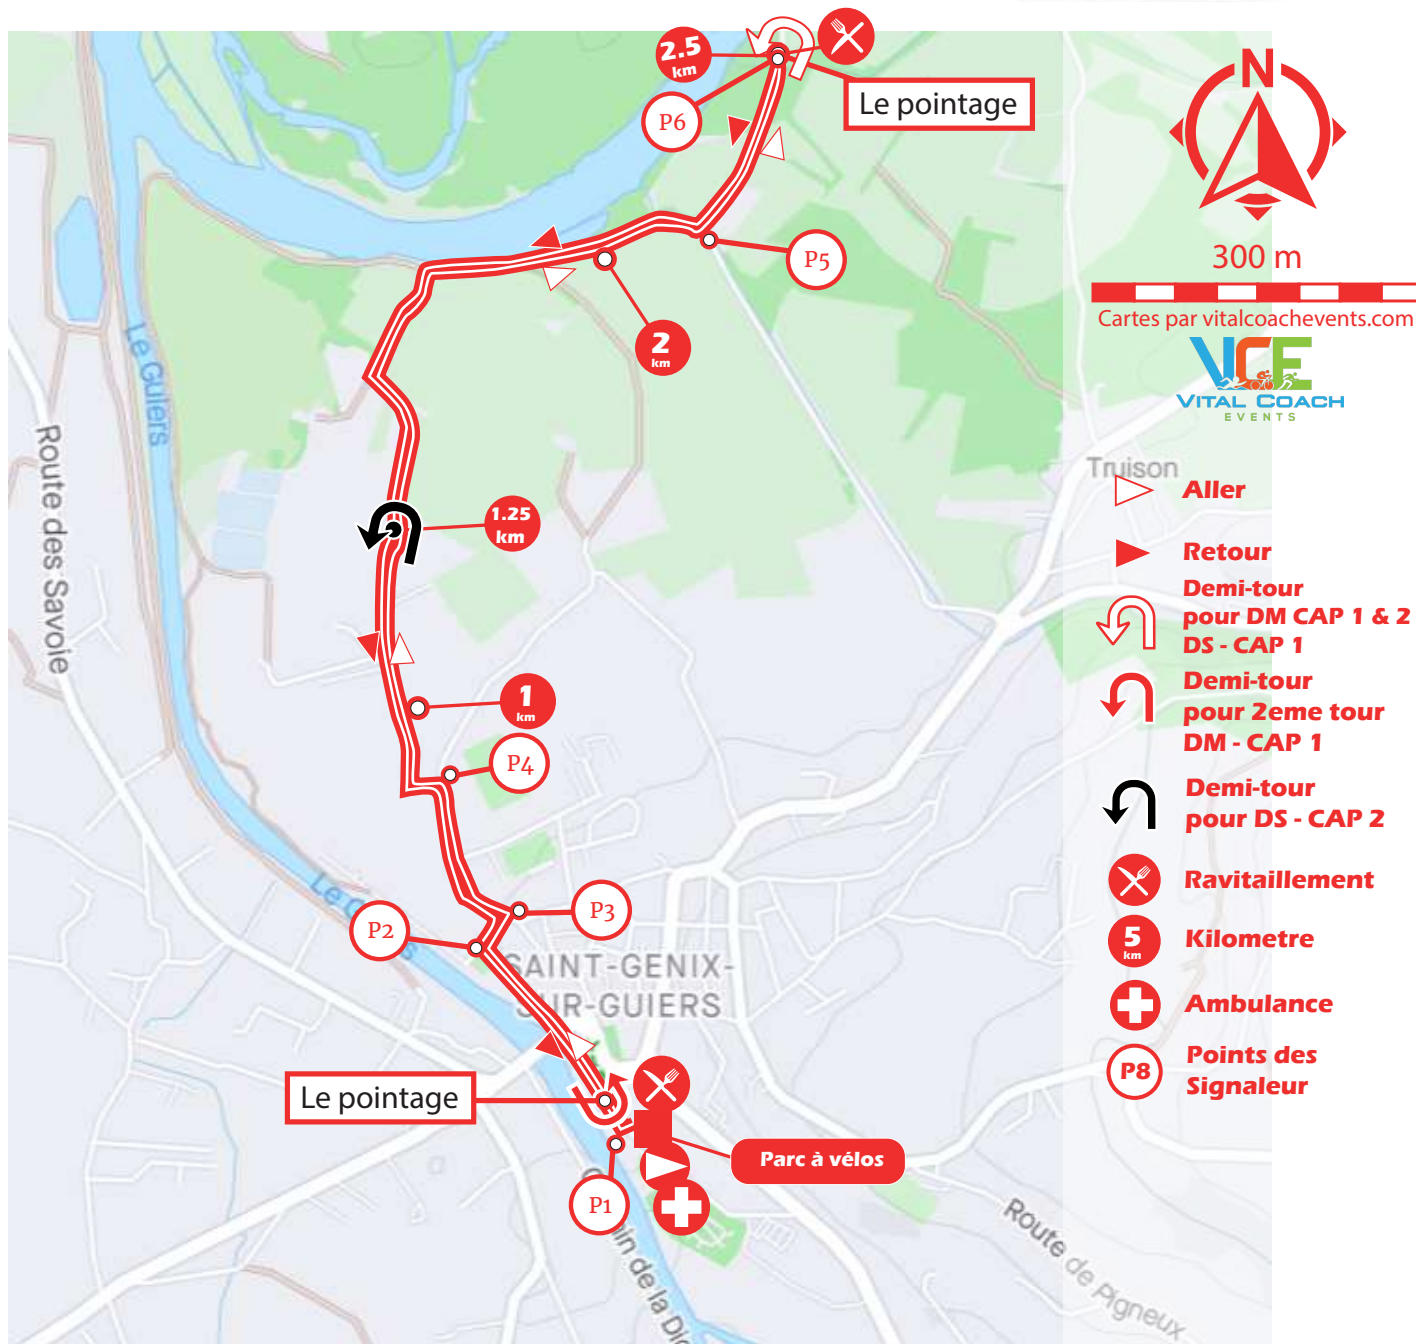 2.5
km
P6
Le pointage
N
300 m
Cartes par vitalcoachevents.com
VCE
VITAL COACH
EVENTS
P5
2
km
Le Guiers
Route des Savoie
1.25
km
Truison
Aller
Retour
Demi-tour
pour DM CAP 1 & 2
DS - CAP 1
Demi-tour
pour 2eme tour
DM - CAP 1
Demi-tour
pour DS - CAP 2
Ravitaillement
5
km
Kilometre
Ambulance
P8
Points des
Signaleur
1
km
P4
P3
P2
SAINT-GENIX-
SUR-GUIERS
Le pointage
Parc à vélos
P1
Route de Pigneux